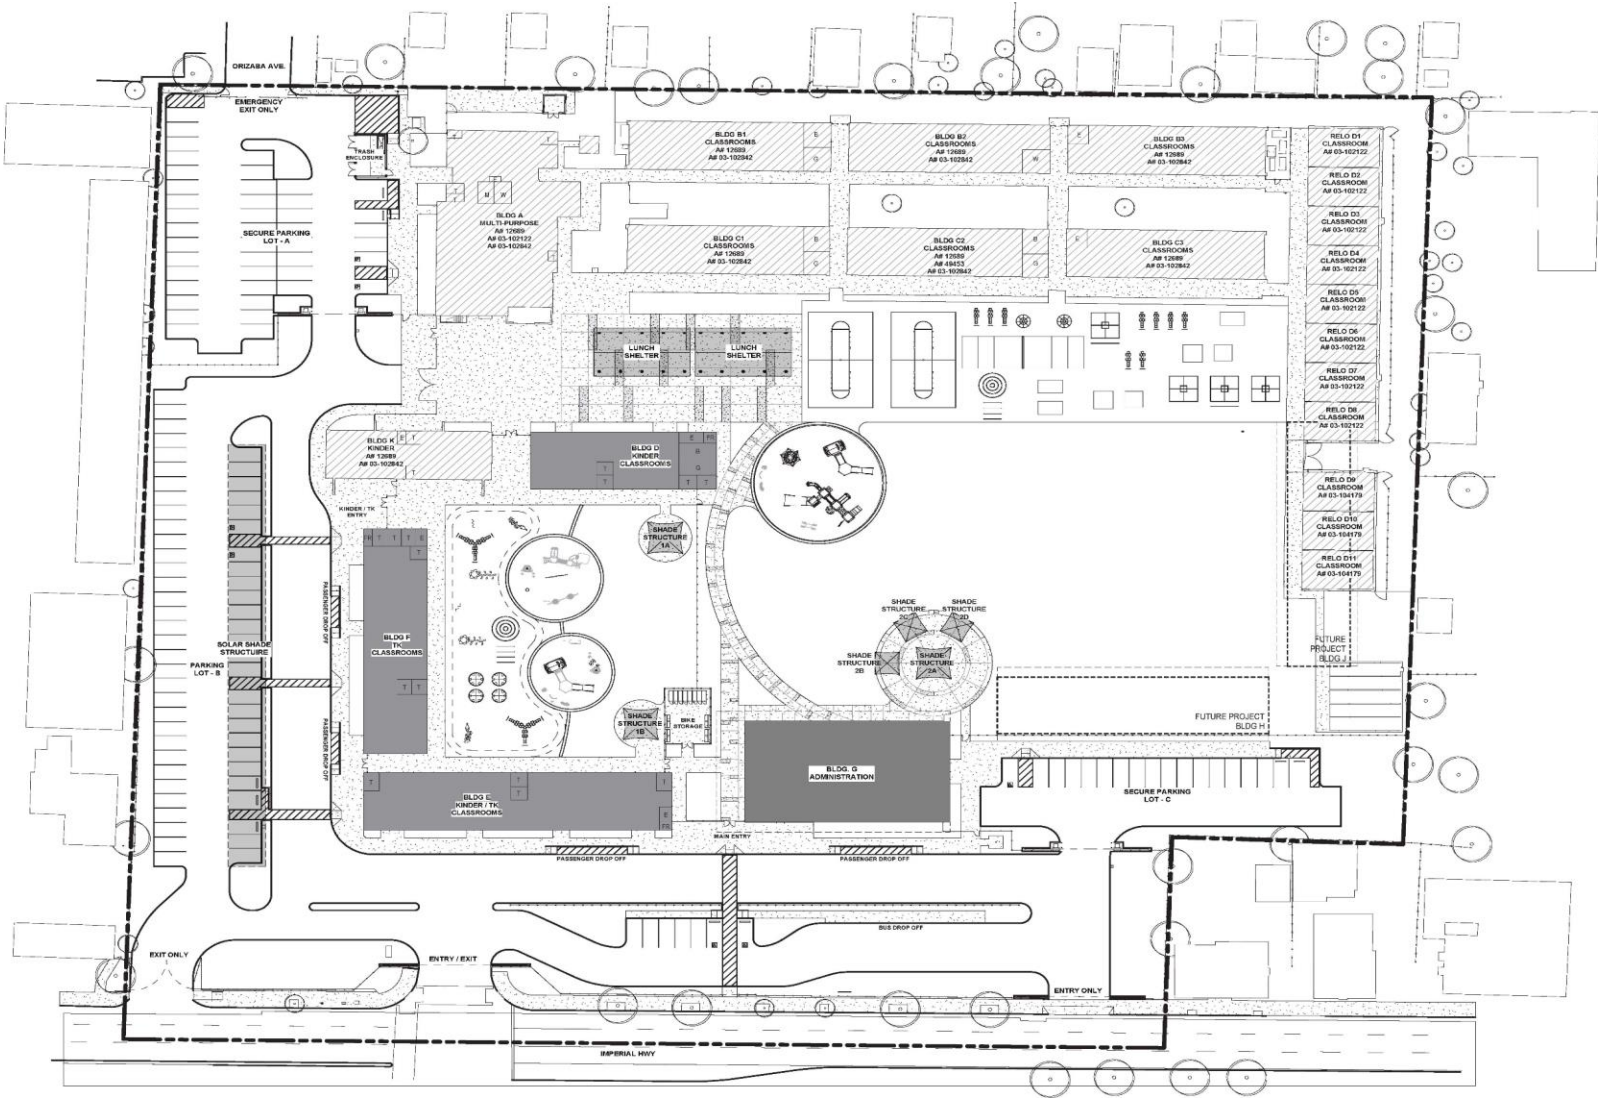 ORIZABA AVE.
EMERGENCY
EXIT ONLY
TRASH
ENCLOSURE
SECURE PARKING
LOT - A
T
T
T
T
M W
BLDG A
MULTI-PURPOSE
A# 12689
A# 03-102122
A# 03-102842
BLDG B1
CLASSROOMS
A# 12689
A# 03-102842
B
G
BLDG B2
CLASSROOMS
A# 12689
A# 03-102842
W
E
BLDG B3
CLASSROOMS
A# 12689
A# 03-102842
BLDG C1
CLASSROOMS
A# 12689
A# 03-102842
B
G
BLDG C2
CLASSROOMS
A# 12689
A# 40453
A# 03-102842
B
G
E
BLDG C3
CLASSROOMS
A# 12689
A# 03-102842
RELO D1
CLASSROOM
A# 03-102122
RELO D2
CLASSROOM
A# 03-102122
RELO D3
CLASSROOM
A# 03-102122
RELO D4
CLASSROOM
A# 03-102122
RELO D5
CLASSROOM
A# 03-102122
RELO D6
CLASSROOM
A# 03-102122
RELO D7
CLASSROOM
A# 03-102122
RELO D8
CLASSROOM
A# 03-102122
RELO D9
CLASSROOM
A# 03-104179
RELO D10
CLASSROOM
A# 03-104179
RELO D11
CLASSROOM
A# 03-104179
LUNCH
SHELTER
LUNCH
SHELTER
BLDG K
KINDER
A# 12689
A# 03-102842
E T
T
BLDG D
KINDER
CLASSROOMS
E FR
B
G
T T
T
T
KINDER / TK
ENTRY
FR T T T E
T
BLDG F
TK
CLASSROOMS
T T
SHADE
STRUCTURE
1A
SHADE
STRUCTURE
1B
BIKE
STORAGE
SHADE
STRUCTURE
2C
SHADE
STRUCTURE
2D
SHADE
STRUCTURE
2B
SHADE
STRUCTURE
2A
FUTURE
PROJECT
BLDG J
FUTURE PROJECT
BLDG H
SOLAR SHADE
STRUCTUIRE
PARKING
LOT - B
PASSENGER DROP OFF
PASSENGER DROP OFF
T
BLDG E
KINDER / TK
CLASSROOMS
T
T
T
E
FR
BLDG. G
ADMINISTRATION
MAIN ENTRY
SECURE PARKING
LOT - C
PASSENGER DROP OFF
PASSENGER DROP OFF
BUS DROP OFF
EXIT ONLY
ENTRY / EXIT
ENTRY ONLY
IMPERIAL HWY